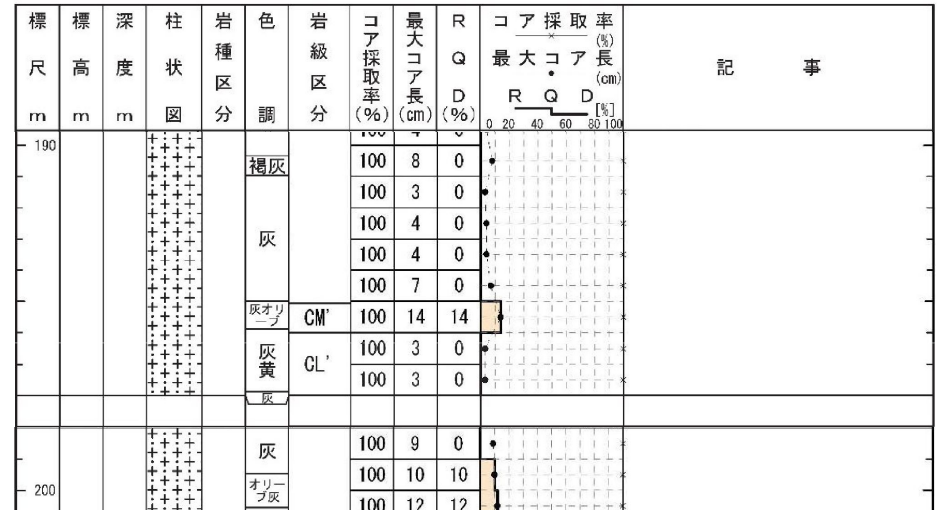 標尺m 標高m 深度m 柱状図 岩種区分 色調 岩級区分 コア採取率(%) 最大コア長(cm) RQD(%) コア採取率(%) 最大コア長(cm) RQD[%] 記事
0 20 40 60 80 100
190
褐灰 100 8 0
100 3 0
灰 100 4 0
100 4 0
100 7 0
灰オリーブ CM' 100 14 14
灰黄 CL' 100 3 0
100 3 0
灰
灰 100 9 0
200 オリーブ灰 100 10 10
100 12 12